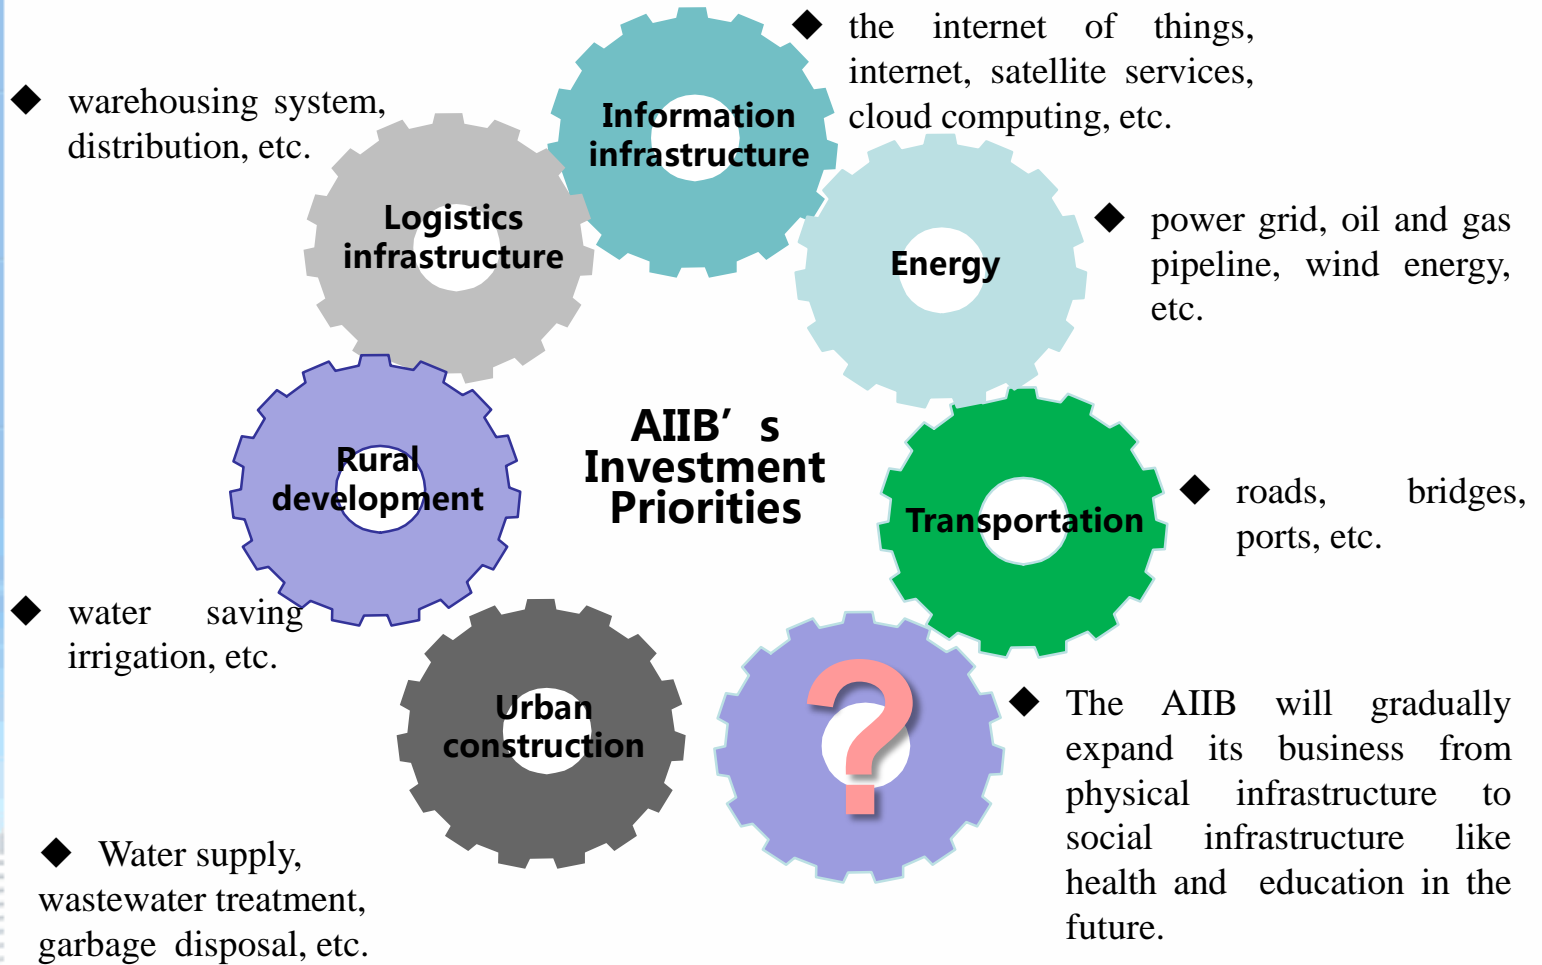 ◆ the internet of things,
internet, satellite services,
cloud computing, etc.
◆ warehousing system,
distribution, etc.
Information
infrastructure
Logistics
infrastructure
Energy
◆ power grid, oil and gas
pipeline, wind energy,
etc.
AIIB’s
Investment
Priorities
Rural
development
Transportation
◆ roads, bridges,
ports, etc.
◆ water saving
irrigation, etc.
Urban
construction
?
◆ The AIIB will gradually
expand its business from
physical infrastructure to
social infrastructure like
health and education in the
future.
◆ Water supply,
wastewater treatment,
garbage disposal, etc.